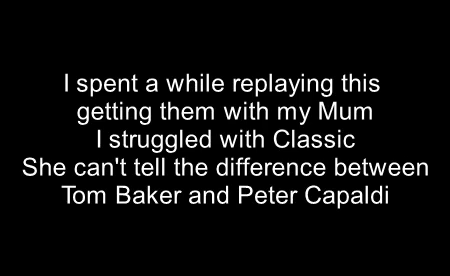 I spent a while replaying this
getting them with my Mum
I struggled with Classic
She can't tell the difference between
Tom Baker and Peter Capaldi